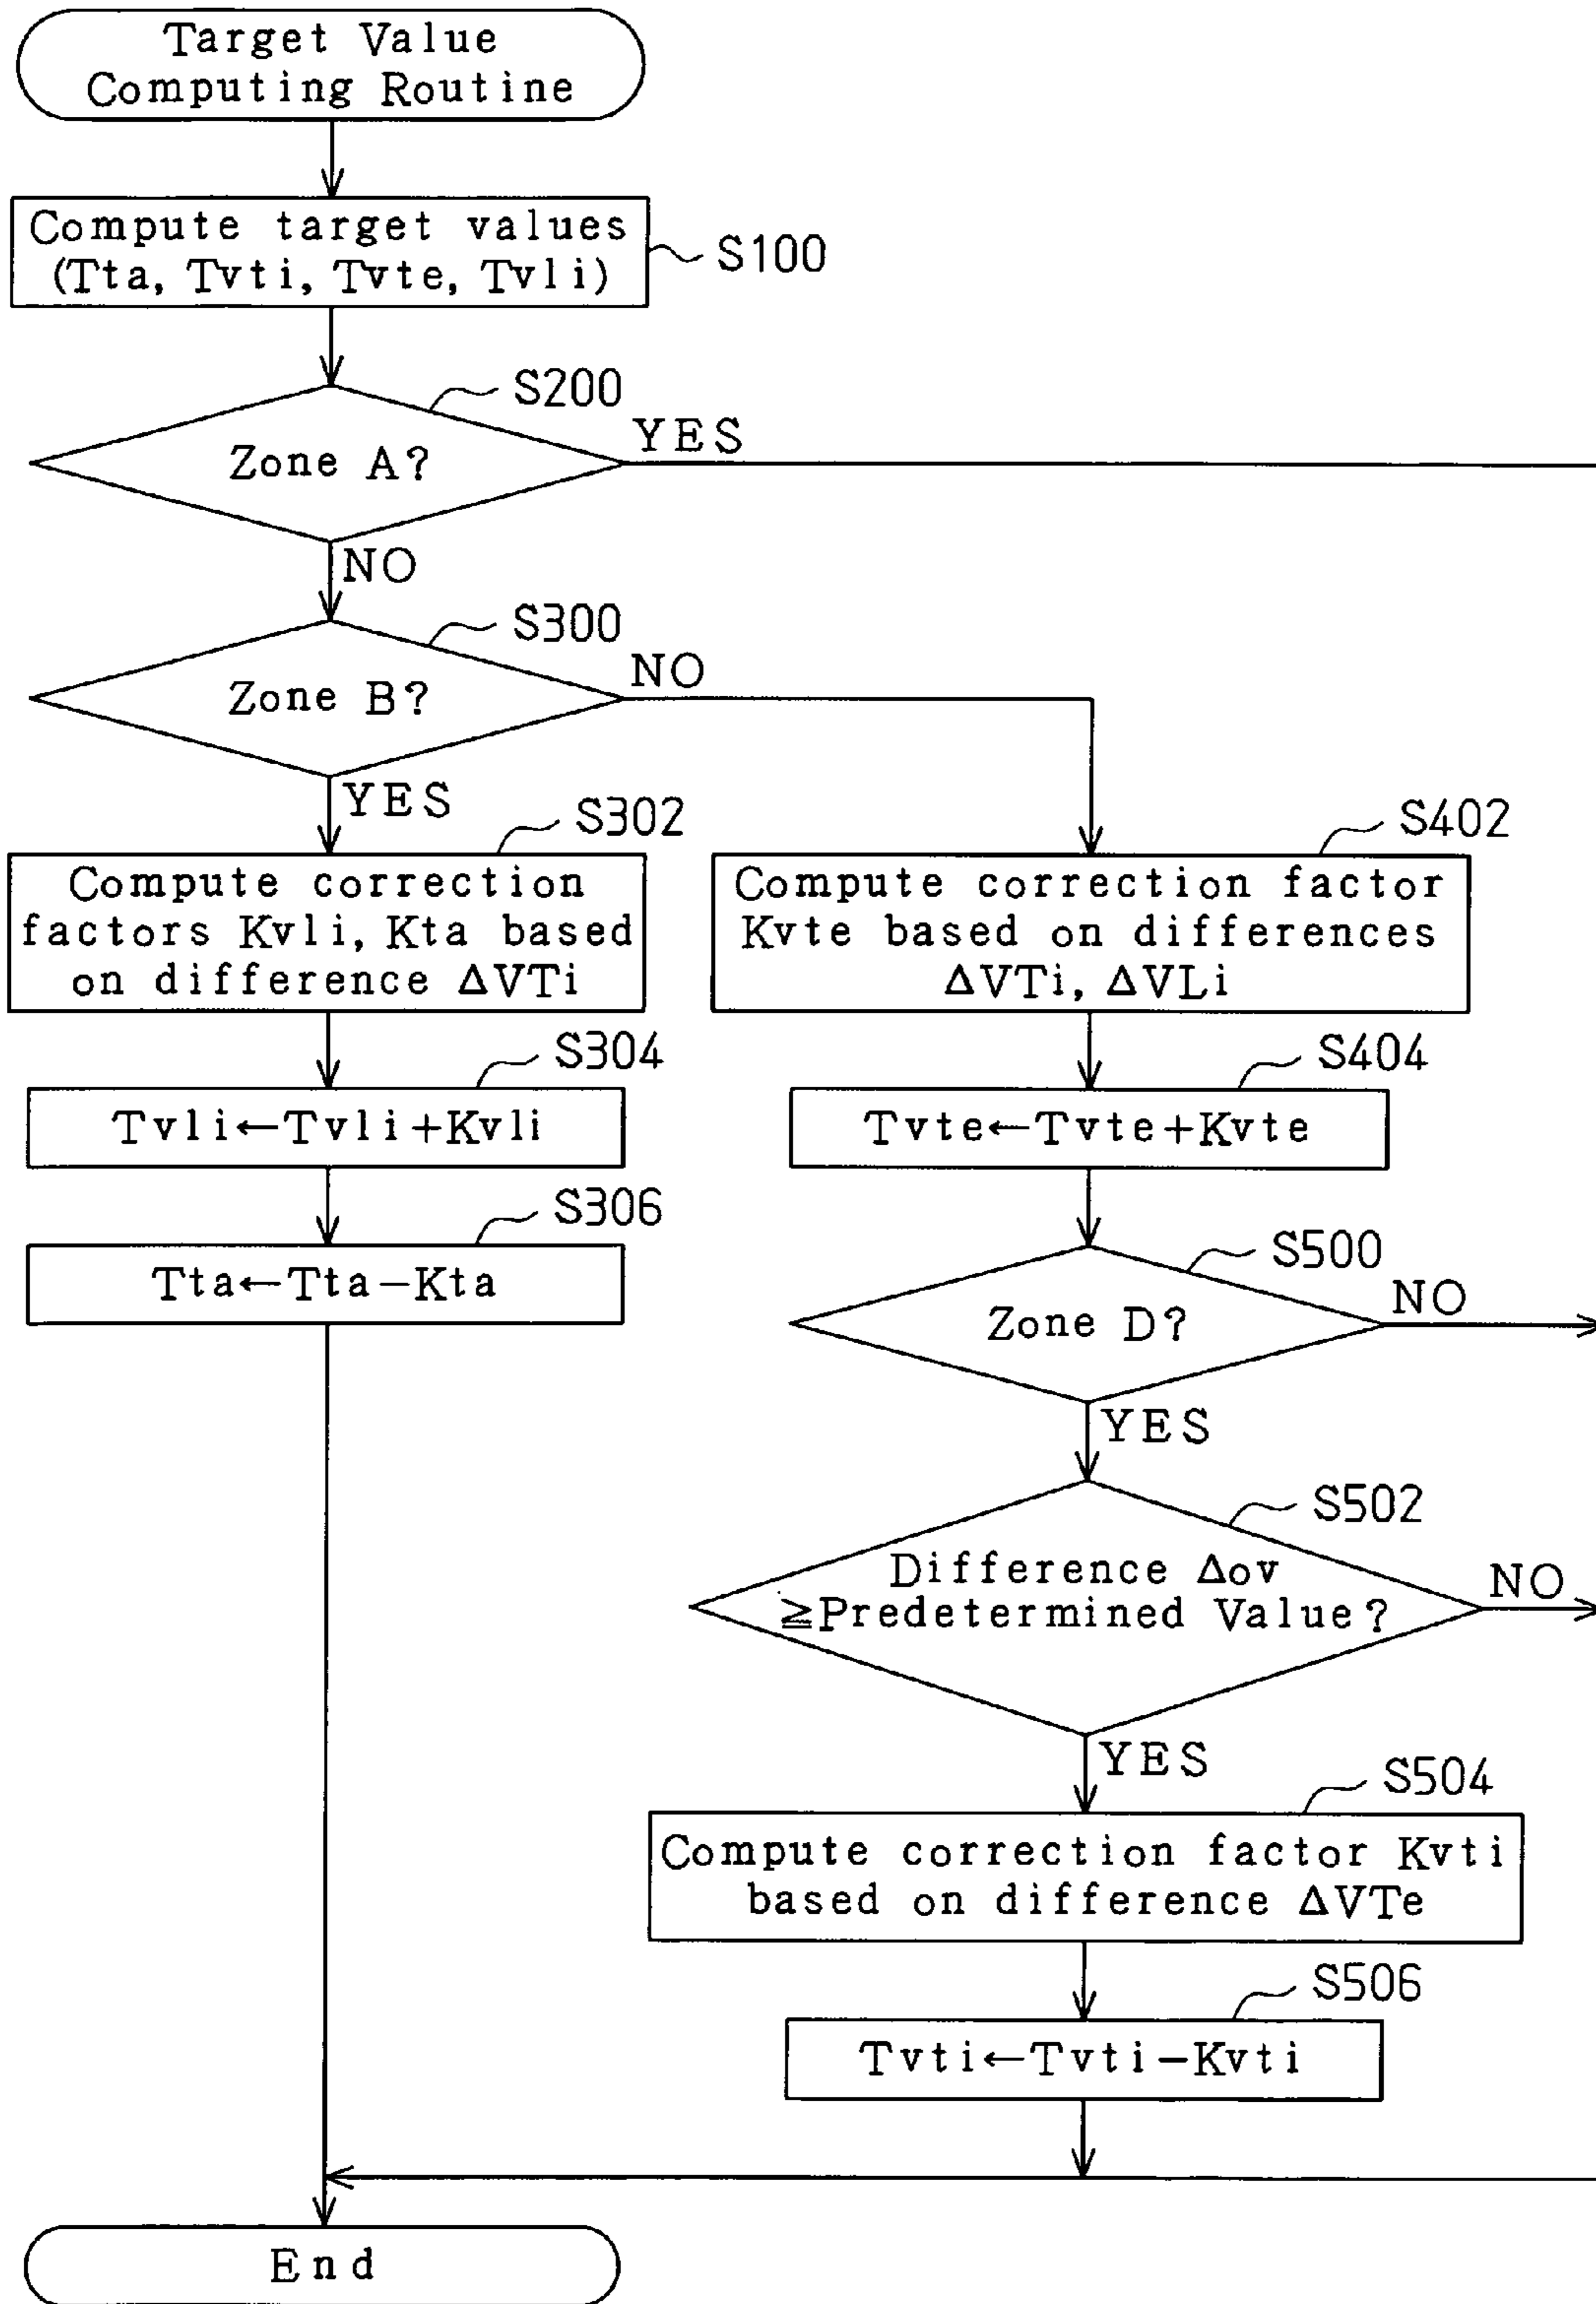 Target Value
Computing Routine
Compute target values
(Tta, Tvti, Tvte, Tvli)
S100
S200
Zone A?
YES
NO
S300
Zone B?
NO
YES
S302
Compute correction
factors Kvli, Kta based
on difference ΔVTi
S402
Compute correction factor
Kvte based on differences
ΔVTi, ΔVLi
S304
Tvli←Tvli+Kvli
S404
Tvte←Tvte+Kvte
S306
Tta←Tta−Kta
S500
Zone D?
NO
YES
S502
Difference Δov
≧Predetermined Value?
NO
YES
S504
Compute correction factor Kvti
based on difference ΔVTe
S506
Tvti←Tvti−Kvti
End